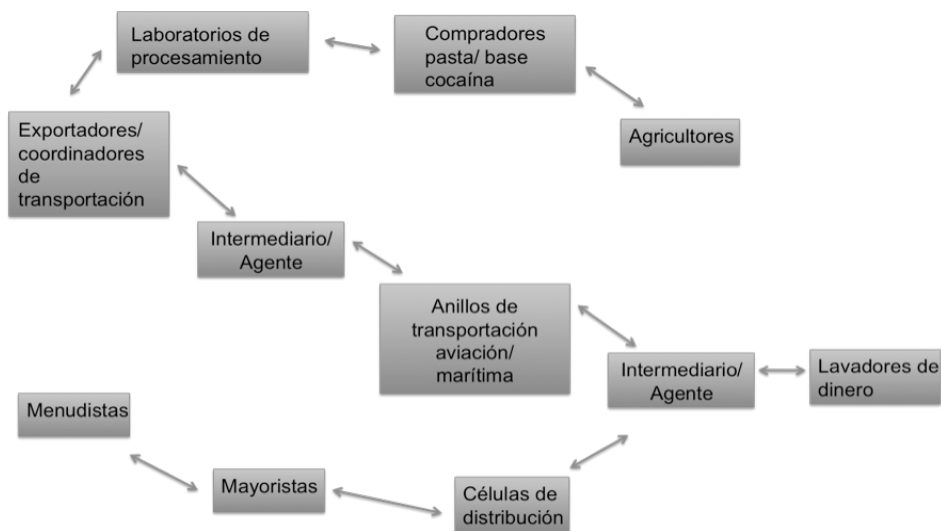 Laboratorios de
procesamiento
Compradores
pasta/ base
cocaína
Exportadores/
coordinadores
de
transportación
Agricultores
Intermediario/
Agente
Anillos de
transportación
aviación/
marítima
Intermediario/
Agente
Lavadores de
dinero
Menudistas
Mayoristas
Células de
distribución